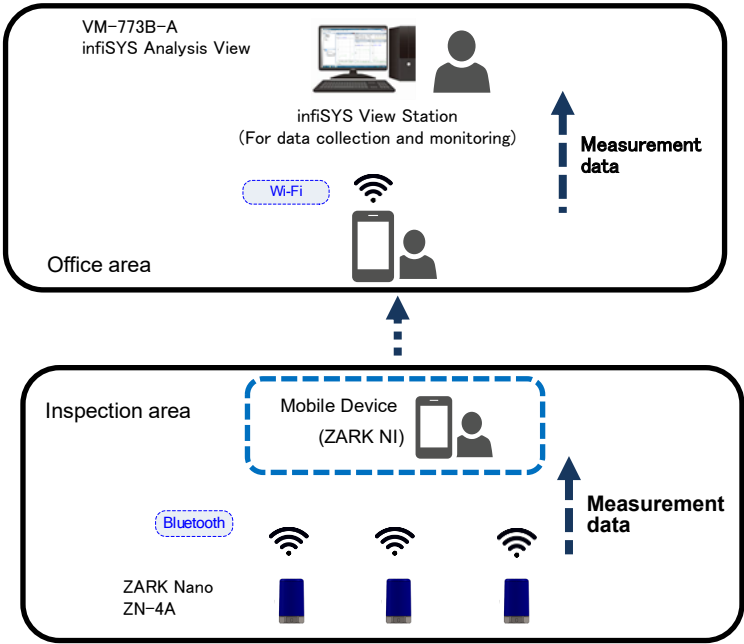 VM-773B-A
infiSYS Analysis View
infiSYS View Station
(For data collection and monitoring)
Measurement
data
Wi-Fi
Office area
Inspection area
Mobile Device
(ZARK NI)
Measurement
data
Bluetooth
ZARK Nano
ZN-4A